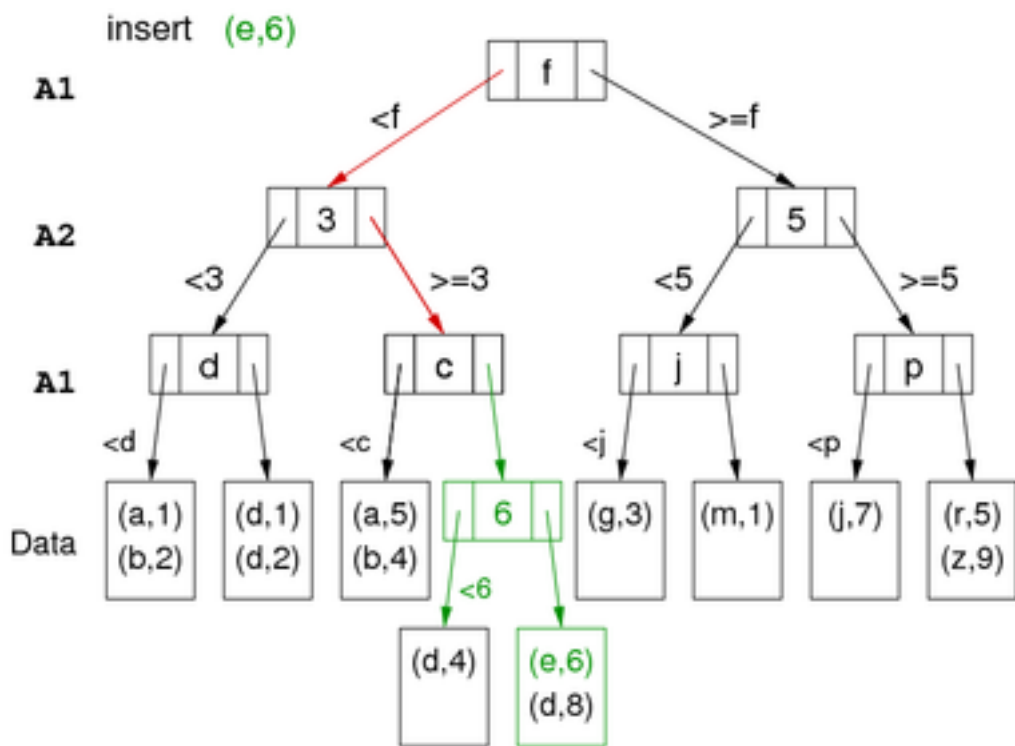 insert (e,6)
A1
f
<f
>=f
A2
3
5
<3
>=3
<5
>=5
A1
d
c
j
p
<d
<c
<j
<p
Data
(a,1)
(b,2)
(d,1)
(d,2)
(a,5)
(b,4)
6
(g,3)
(m,1)
(j,7)
(r,5)
(z,9)
<6
(d,4)
(e,6)
(d,8)